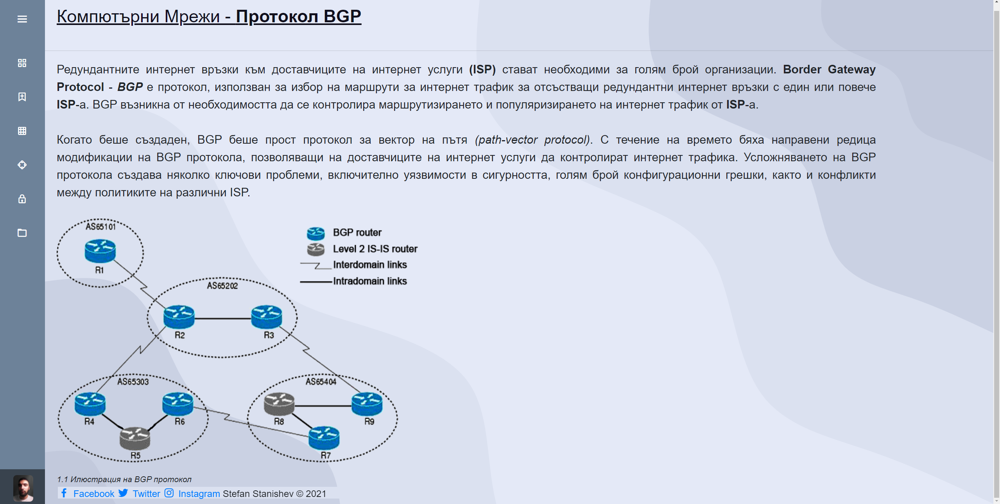 Компютърни Мрежи - Протокол BGP
Редундантните интернет връзки към доставчиците на интернет услуги (ISP) стават необходими за голям брой организации. Border Gateway
Protocol - BGP е протокол, използван за избор на маршрути за интернет трафик за отсъстващи редундантни интернет връзки с един или повече
ISP-а. BGP възникна от необходимостта да се контролира маршрутизирането и популяризирането на интернет трафик от ISP-а.
Когато беше създаден, BGP беше прост протокол за вектор на пътя (path-vector protocol). С течение на времето бяха направени редица
модификации на BGP протокола, позволяващи на доставчиците на интернет услуги да контролират интернет трафика. Усложняването на BGP
протокола създава няколко ключови проблеми, включително уязвимости в сигурността, голям брой конфигурационни грешки, както и конфликти
между политиките на различни ISP.
AS65101
R1
BGP router
Level 2 IS-IS router
Interdomain links
Intradomain links
AS65202
R2
R3
AS65303
R4
R6
R5
AS65404
R8
R9
R7
1.1 Илюстрация на BGP протокол
Facebook Twitter Instagram Stefan Stanishev © 2021